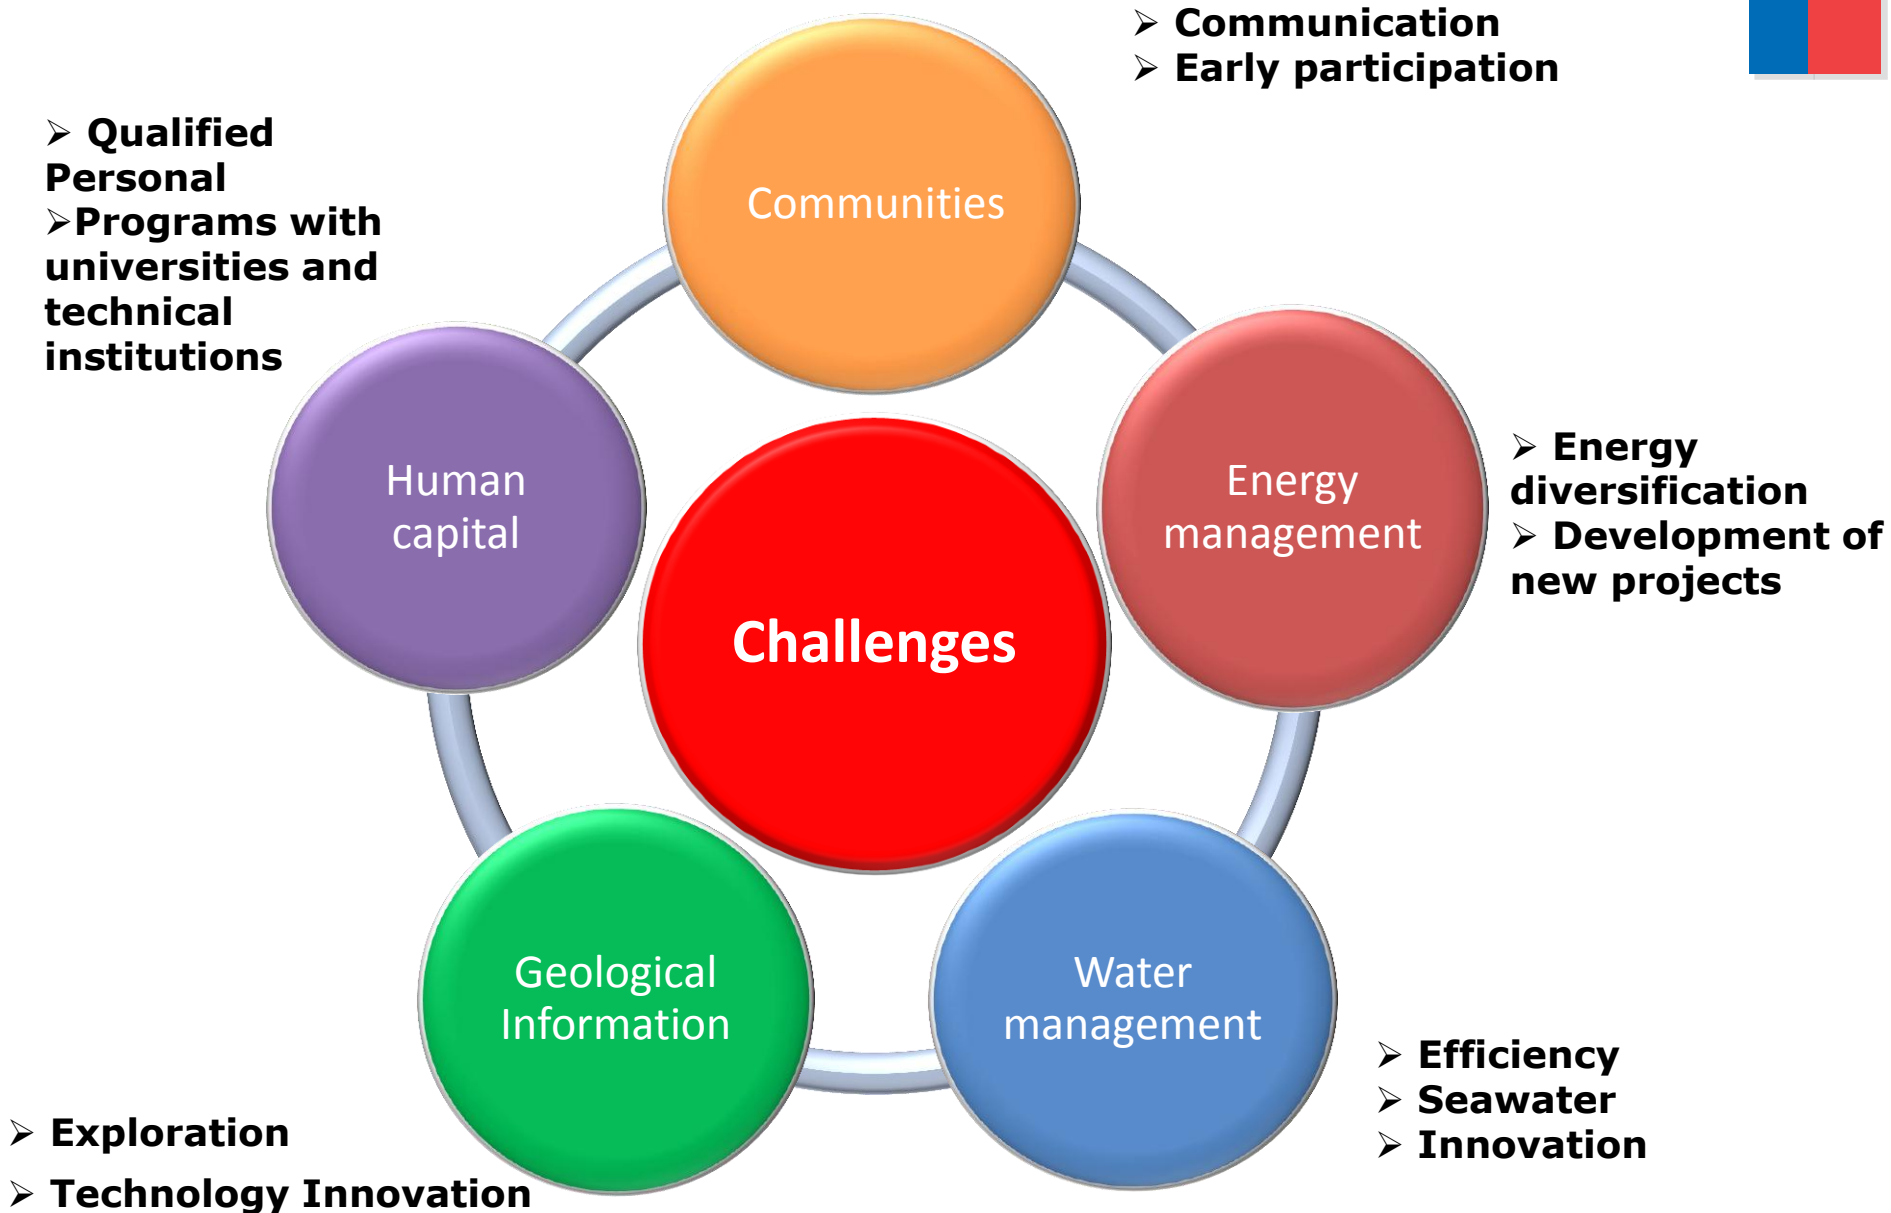 ➢ Communication
➢ Early participation
➢ Qualified
Personal
➢Programs with
universities and
technical
institutions
Communities
Human
capital
Energy
management
➢ Energy
diversification
➢ Development of
new projects
Challenges
Geological
Information
Water
management
➢ Efficiency
➢ Seawater
➢ Innovation
➢ Exploration
➢ Technology Innovation